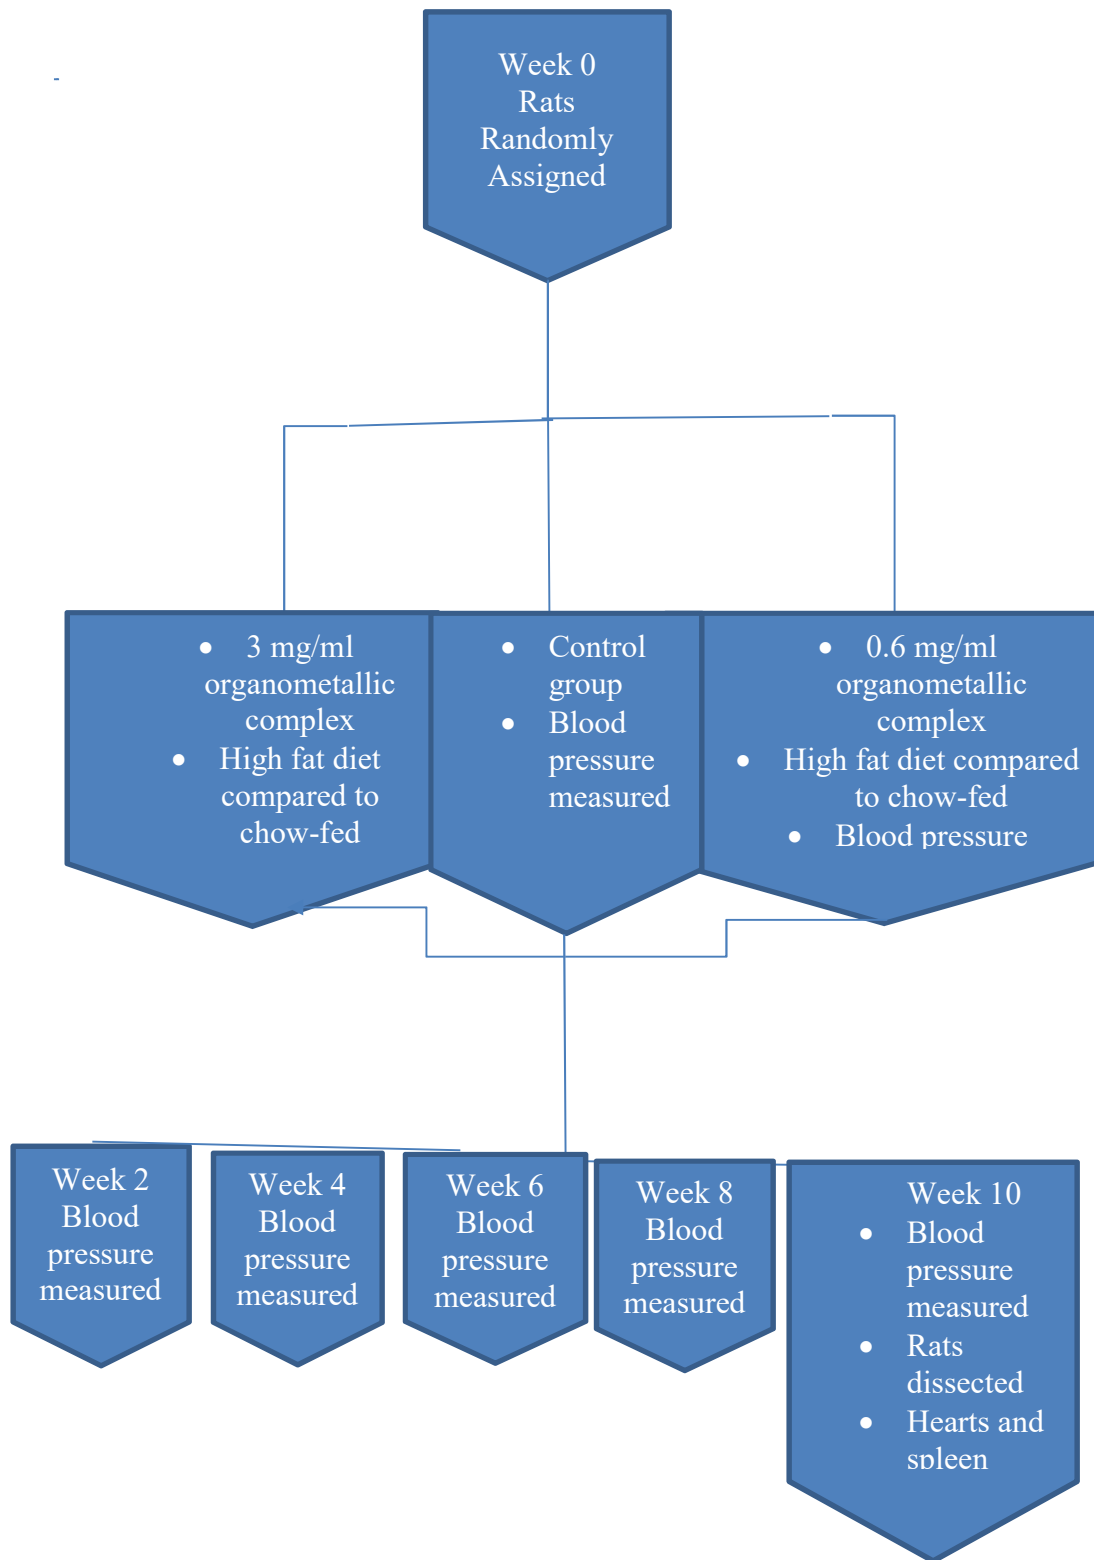 Week 0
Rats
Randomly
Assigned
• 3 mg/ml
organometallic
complex
• High fat diet
compared to
chow-fed
• Control
group
• Blood
pressure
measured
• 0.6 mg/ml
organometallic
complex
• High fat diet compared
to chow-fed
• Blood pressure
Week 2
Blood
pressure
measured
Week 4
Blood
pressure
measured
Week 6
Blood
pressure
measured
Week 8
Blood
pressure
measured
Week 10
• Blood
pressure
measured
• Rats
dissected
• Hearts and
spleen